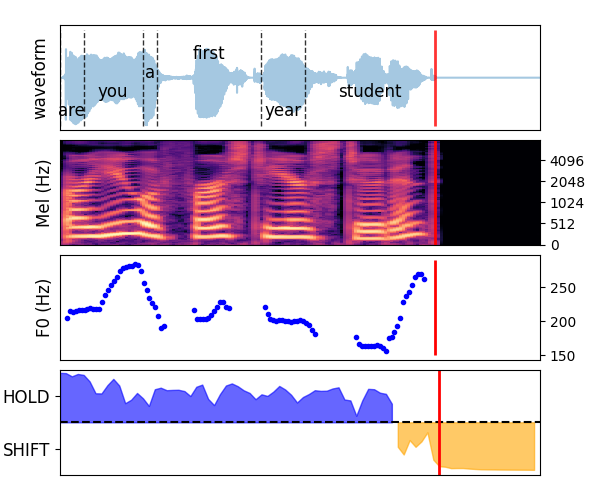 waveform
are
you
a
first
year
student
Mel (Hz)
4096
2048
1024
512
0
F0 (Hz)
250
200
150
HOLD
SHIFT